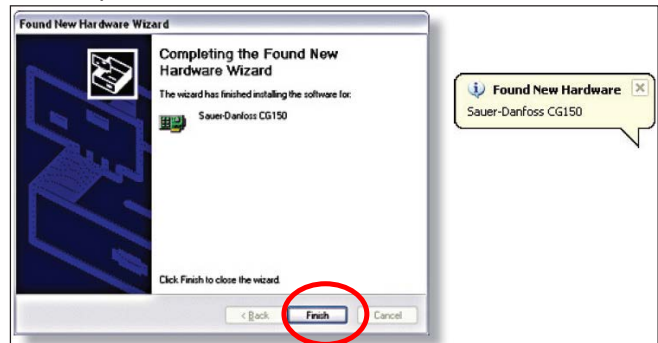 Found New Hardware Wizard
Completing the Found New
Hardware Wizard
The wizard has finished installing the software for:
Sauer-Danfoss CG150
Click Finish to close the wizard.
< Back
Finish
Cancel
Found New Hardware
Sauer-Danfoss CG150